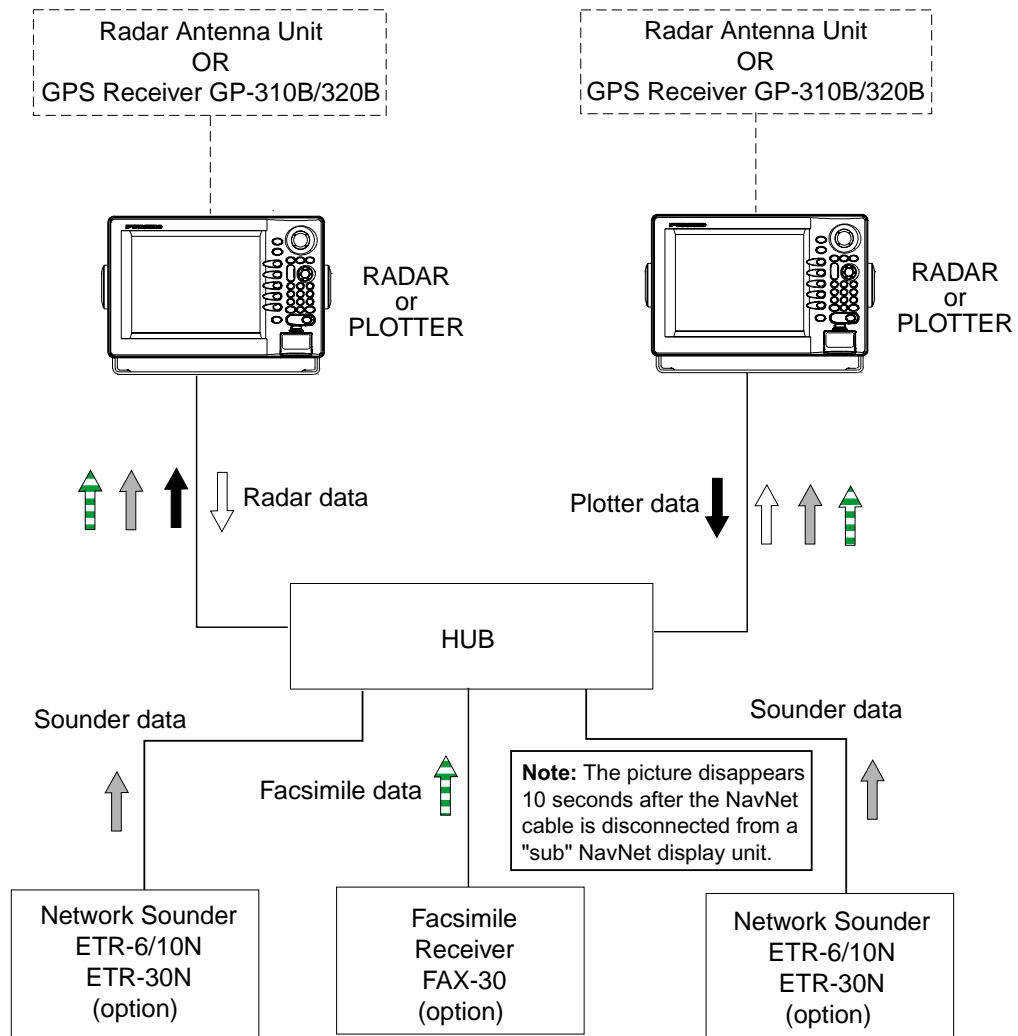 Radar Antenna Unit
OR
GPS Receiver GP-310B/320B
Radar Antenna Unit
OR
GPS Receiver GP-310B/320B
RADAR
or
PLOTTER
RADAR
or
PLOTTER
Radar data
Plotter data
HUB
Sounder data
Sounder data
Facsimile data
Note: The picture disappears
10 seconds after the NavNet
cable is disconnected from a
"sub" NavNet display unit.
Network Sounder
ETR-6/10N
ETR-30N
(option)
Facsimile
Receiver
FAX-30
(option)
Network Sounder
ETR-6/10N
ETR-30N
(option)